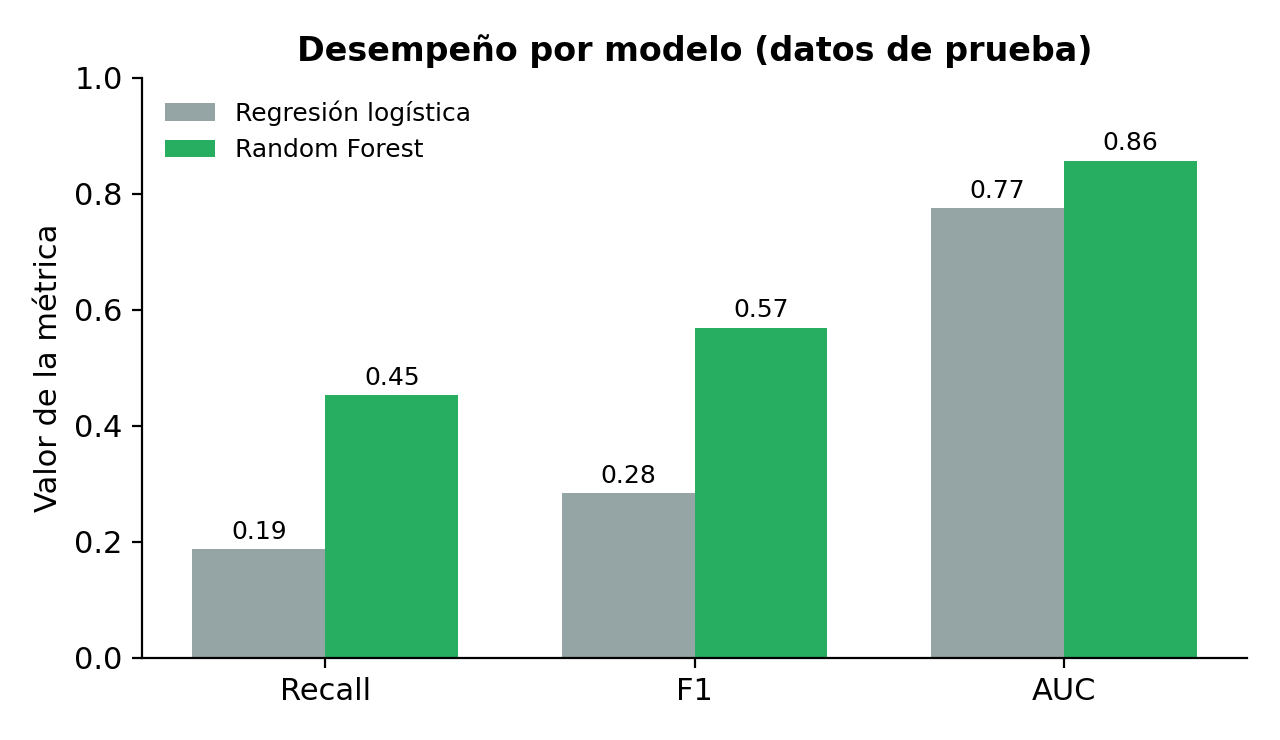 Desempeño por modelo (datos de prueba)
Regresión logística
Random Forest
Valor de la métrica
1.0
0.8
0.6
0.4
0.2
0.0
0.19
0.45
0.28
0.57
0.77
0.86
Recall
F1
AUC